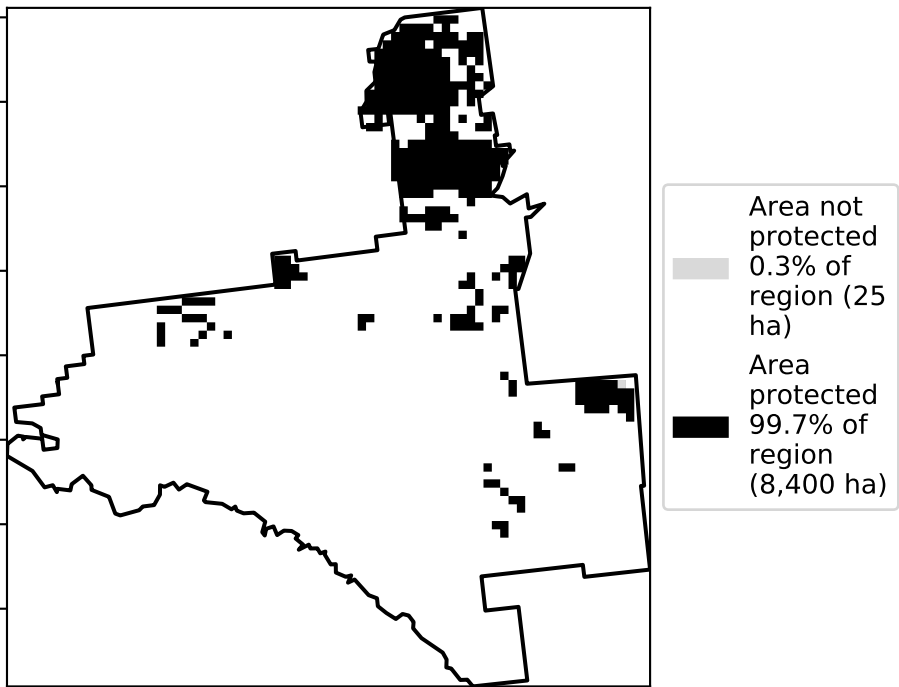 Area not
protected
0.3% of
region (25
ha)
Area
protected
99.7% of
region
(8,400 ha)